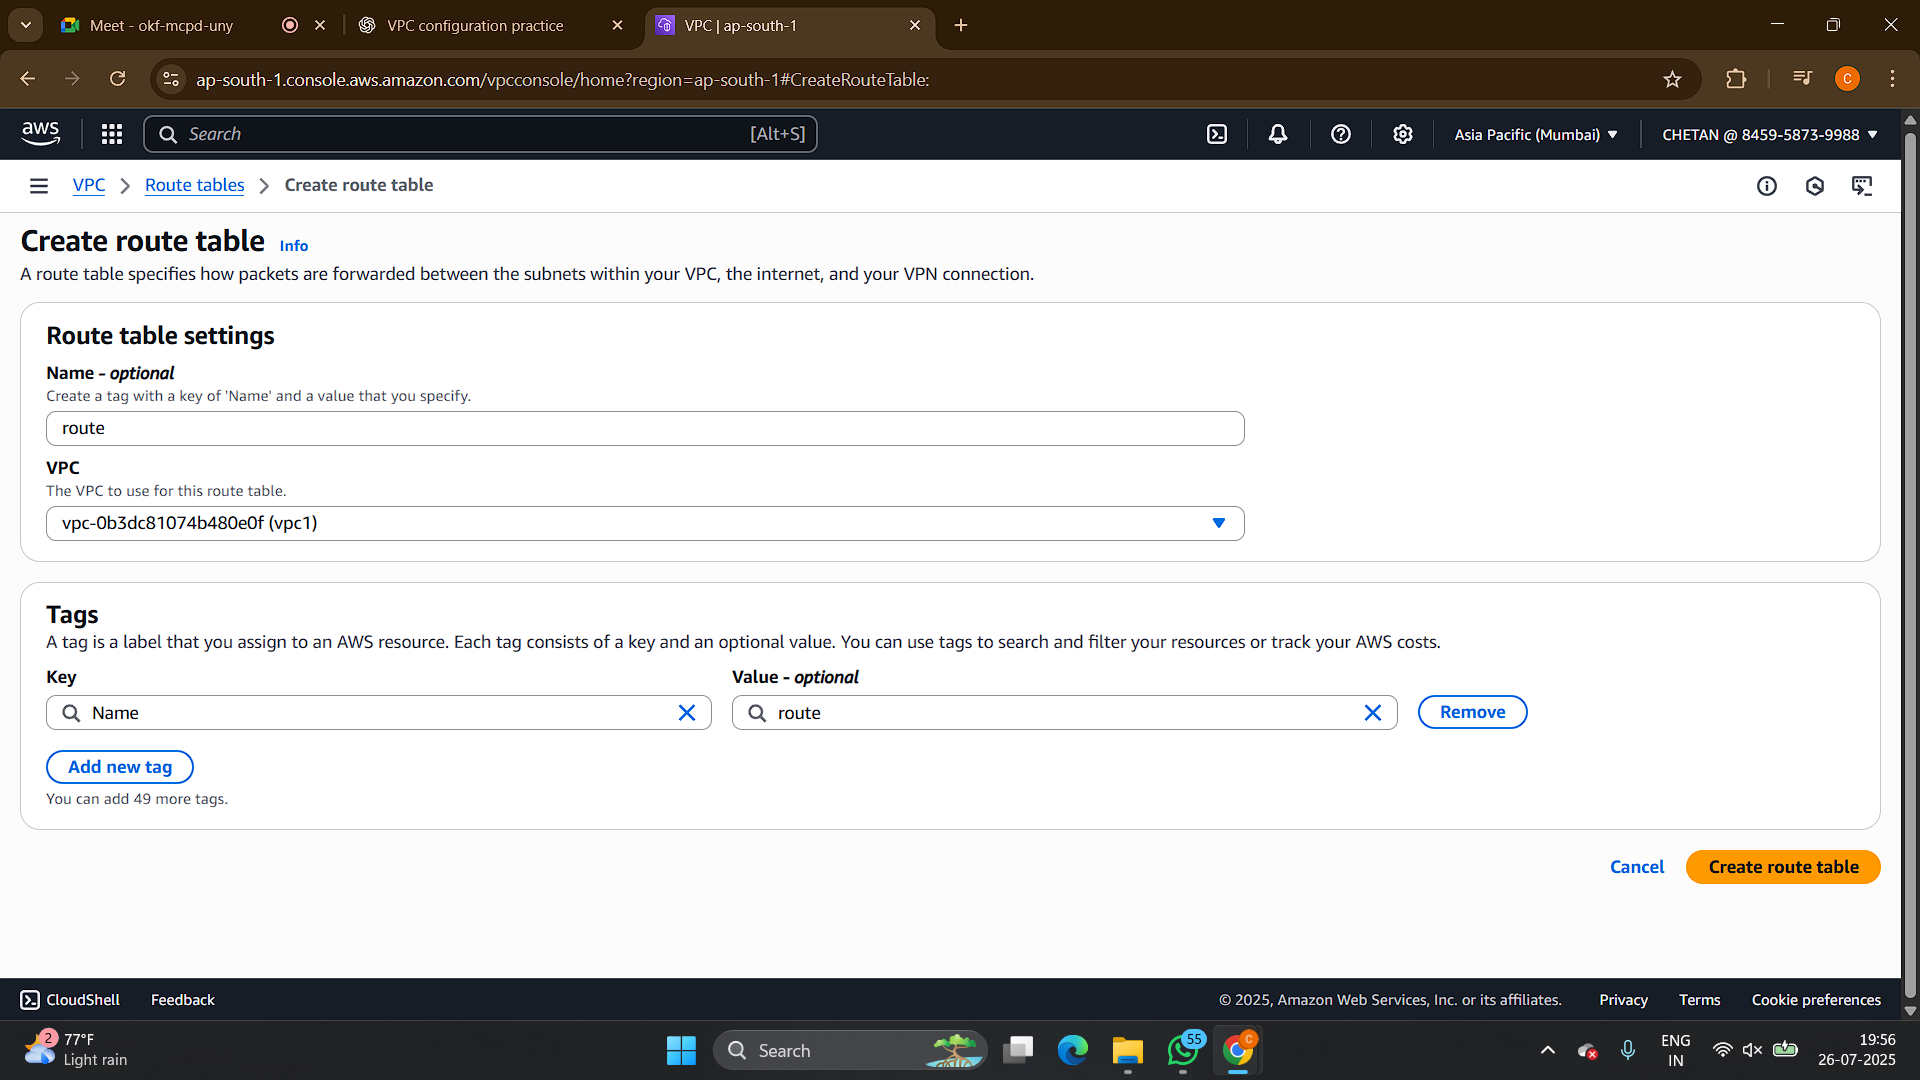 Meet - okf-mcpd-uny
VPC configuration practice
VPC | ap-south-1
ap-south-1.console.aws.amazon.com/vpcconsole/home?region=ap-south-1#CreateRouteTable:
C
aws
Search
[Alt+S]
Asia Pacific (Mumbai)
CHETAN @ 8459-5873-9988
VPC
Route tables
Create route table
Create route table
Info
A route table specifies how packets are forwarded between the subnets within your VPC, the internet, and your VPN connection.
Route table settings
Name - optional
Create a tag with a key of 'Name' and a value that you specify.
route
VPC
The VPC to use for this route table.
vpc-0b3dc81074b480e0f (vpc1)
Tags
A tag is a label that you assign to an AWS resource. Each tag consists of a key and an optional value. You can use tags to search and filter your resources or track your AWS costs.
Key
Value - optional
Name
route
Remove
Add new tag
You can add 49 more tags.
Cancel
Create route table
CloudShell
Feedback
© 2025, Amazon Web Services, Inc. or its affiliates.
Privacy
Terms
Cookie preferences
2
77°F
Light rain
Search
55
C
ENG
IN
19:56
26-07-2025